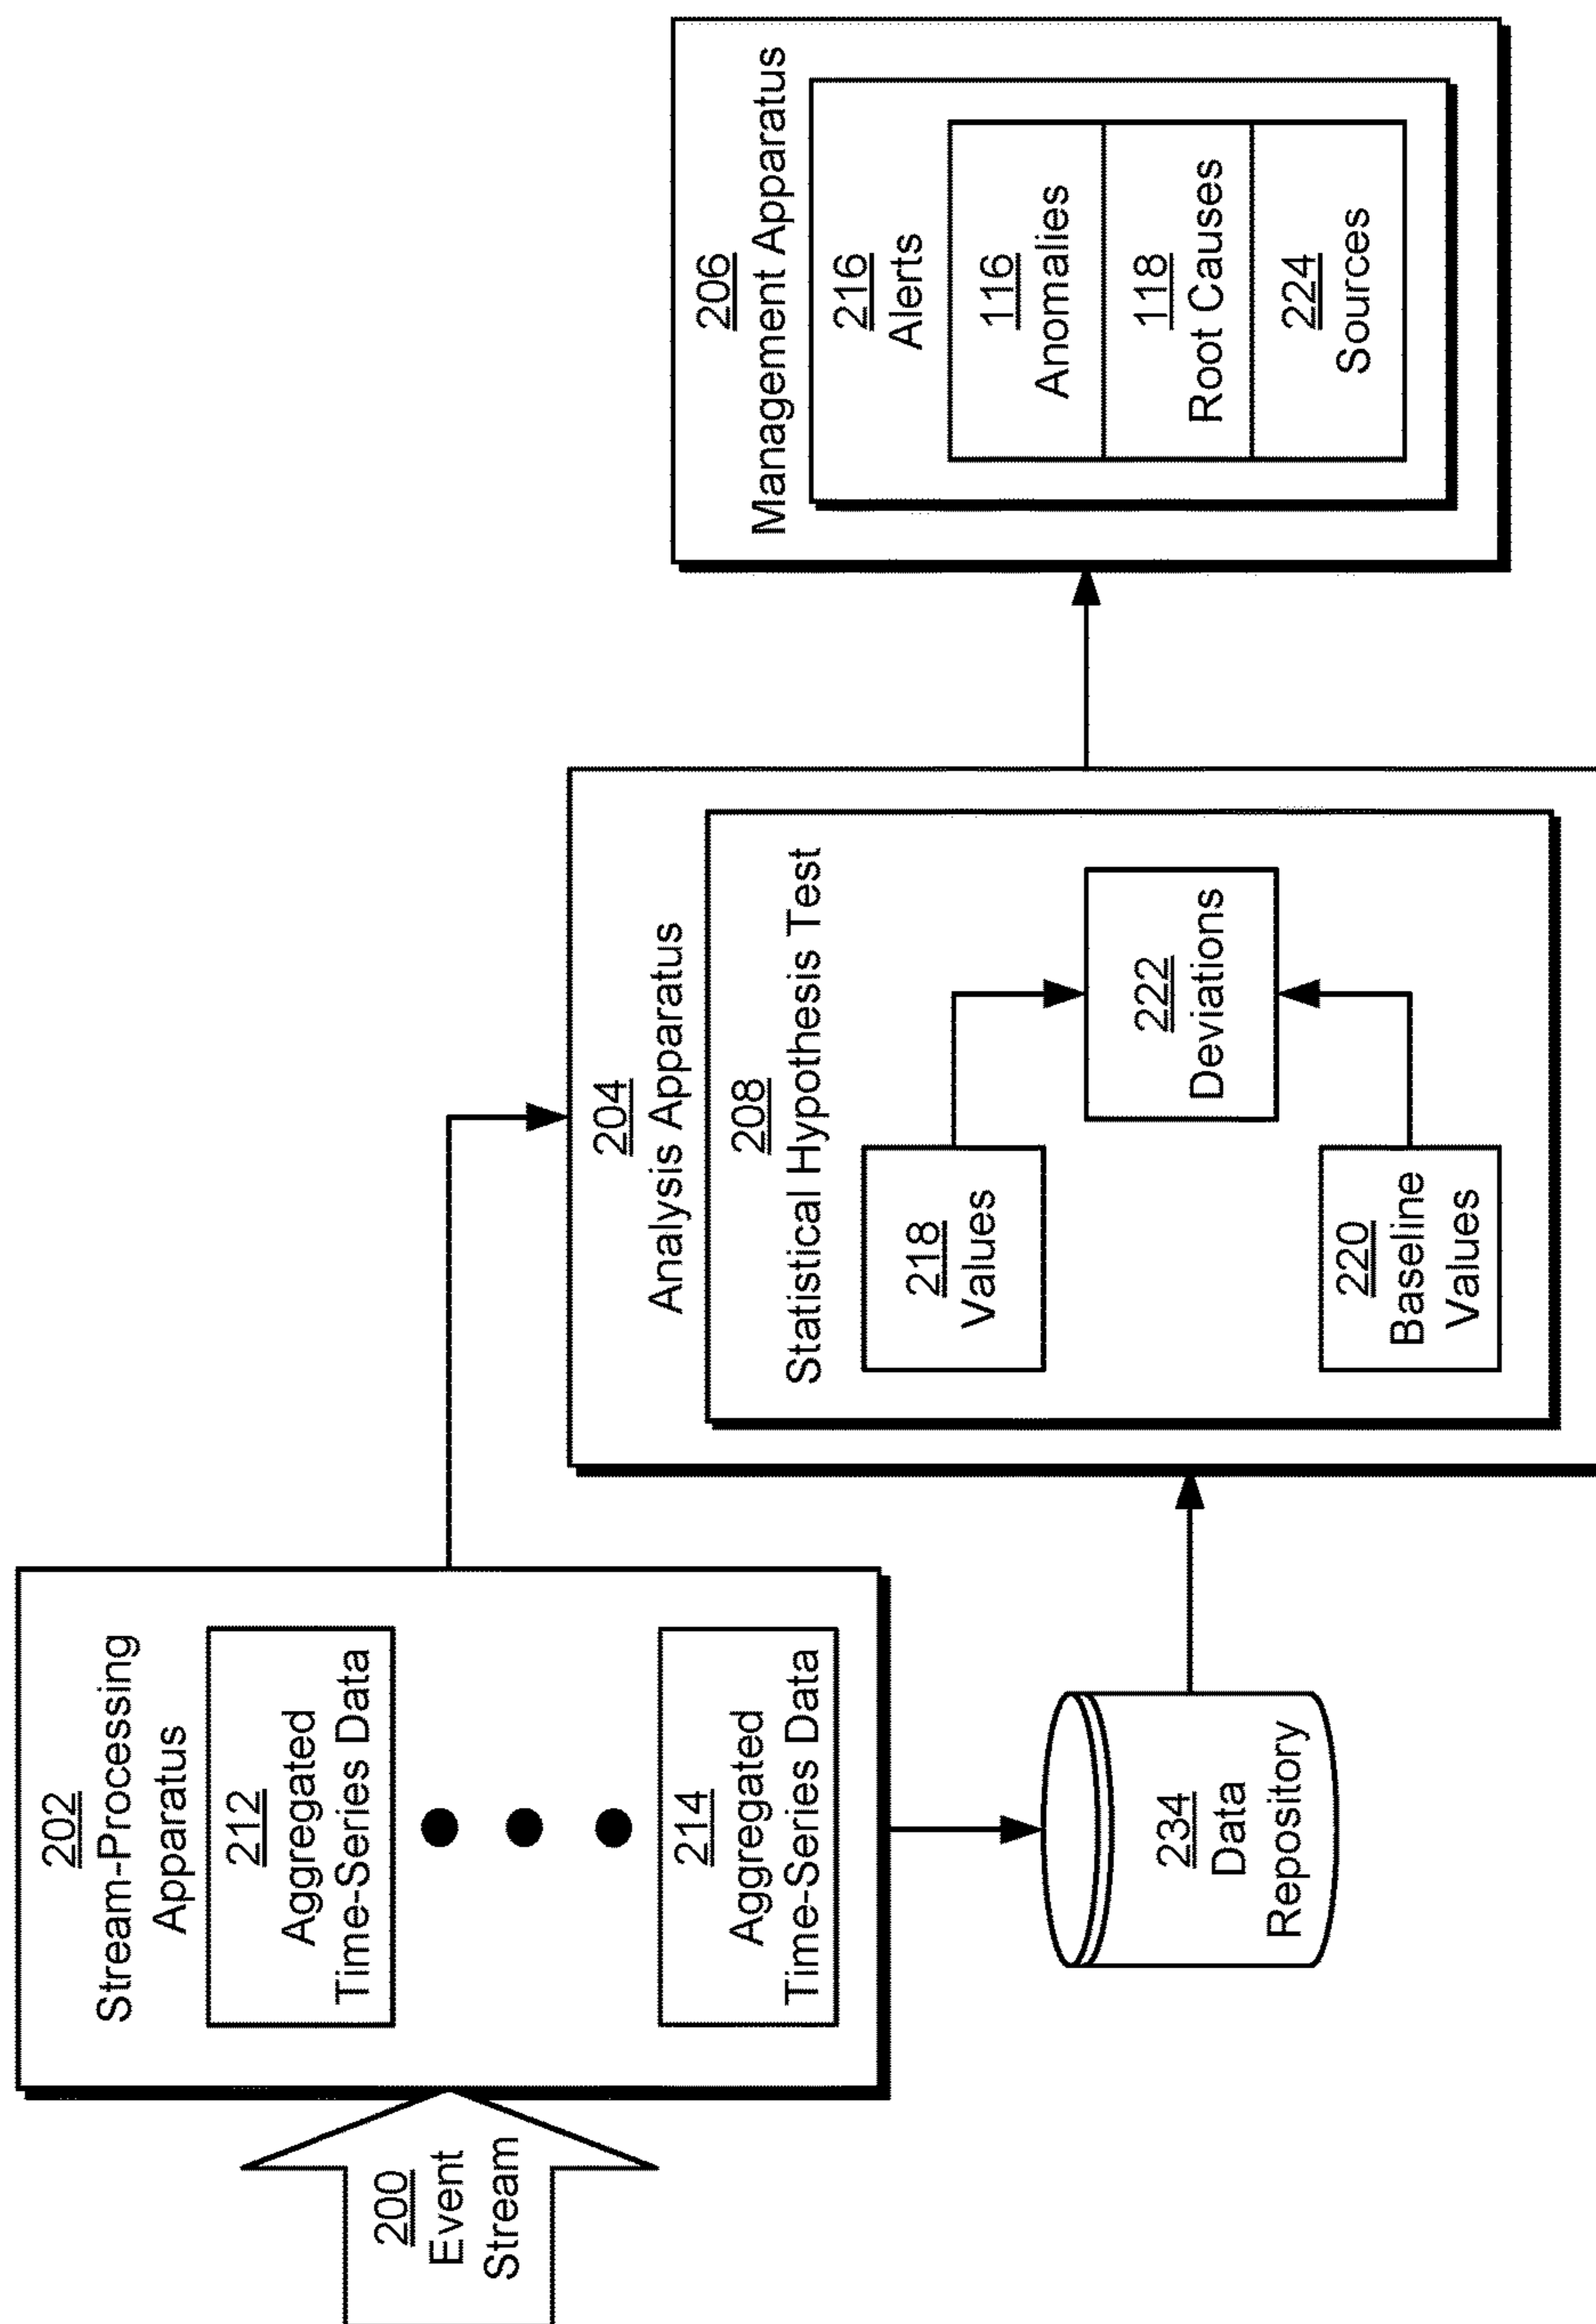 200
Event
Stream
202
Stream-Processing
Apparatus
212
Aggregated
Time-Series Data
214
Aggregated
Time-Series Data
234
Data
Repository
204
Analysis Apparatus
208
Statistical Hypothesis Test
218
Values
220
Baseline
Values
222
Deviations
206
Management Apparatus
216
Alerts
116
Anomalies
118
Root Causes
224
Sources